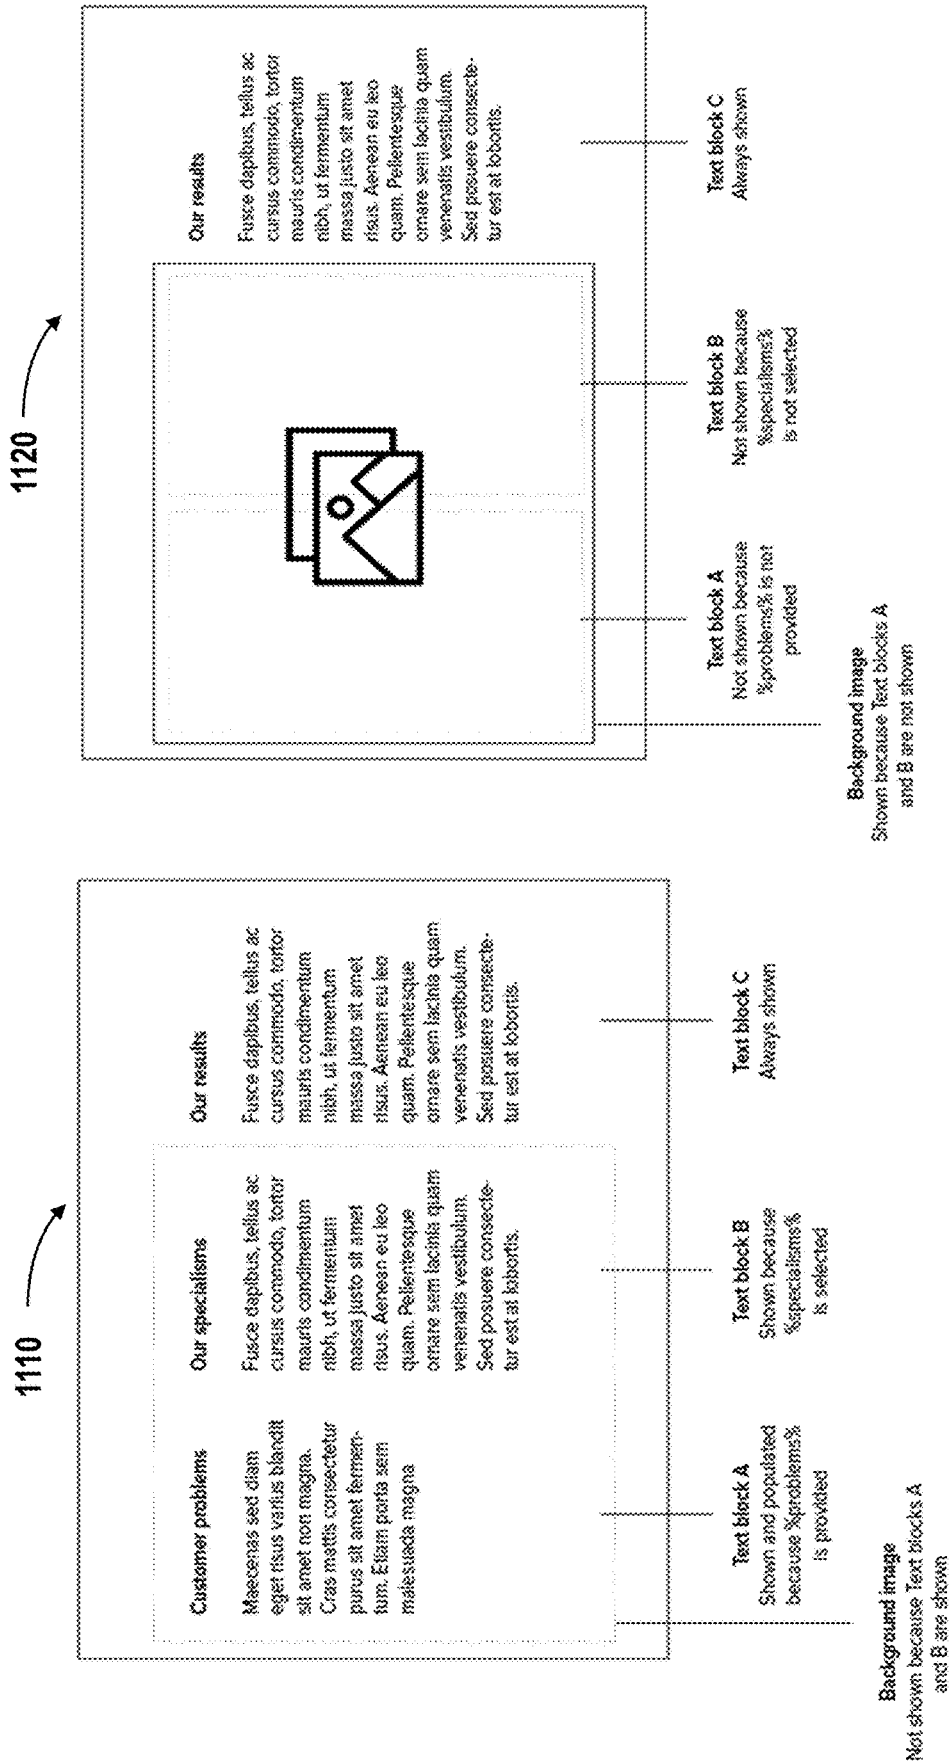 1110
Customer problems
Maecenas sed diam
eget risus varius blandit
sit amet non magna.
Cras mattis consectetur
purus sit amet fermen-
tum. Etiam porta sem
malesuada magna
Our specialisms
Fusce dapibus, tellus ac
cursus commodo, tortor
mauris condimentum
nibh, ut fermentum
massa justo sit amet
risus. Aenean eu leo
quam. Pellentesque
ornare sem lacinia quam
venenatis vestibulum.
Sed posuere consecte-
tur est at lobortis.
Our results
Fusce dapibus, tellus ac
cursus commodo, tortor
mauris condimentum
nibh, ut fermentum
massa justo sit amet
risus. Aenean eu leo
quam. Pellentesque
ornare sem lacinia quam
venenatis vestibulum.
Sed posuere consecte-
tur est at lobortis.
Text block A
Shown and populated
because %problems%
is provided
Text block B
Shown because
%specialisms%
is selected
Text block C
Always shown
Background image
Not shown because Text blocks A
and B are shown
1120
Our results
Fusce dapibus, tellus ac
cursus commodo, tortor
mauris condimentum
nibh, ut fermentum
massa justo sit amet
risus. Aenean eu leo
quam. Pellentesque
ornare sem lacinia quam
venenatis vestibulum.
Sed posuere consecte-
tur est at lobortis.
Text block A
Not shown because
%problems% is not
provided
Text block B
Not shown because
%specialisms%
is not selected
Text block C
Always shown
Background image
Shown because Text blocks A
and B are not shown